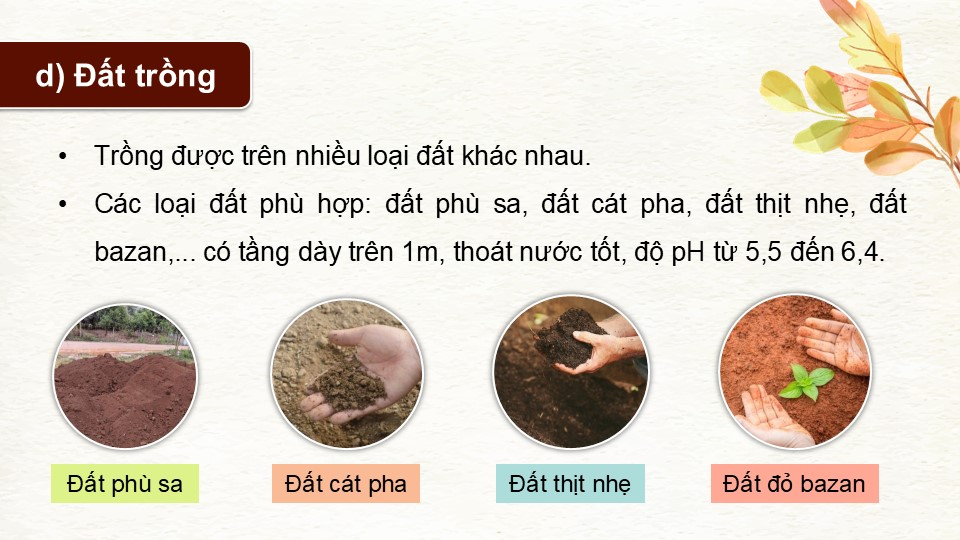 d) Đất trồng
• Trồng được trên nhiều loại đất khác nhau.
• Các loại đất phù hợp: đất phù sa, đất cát pha, đất thịt nhẹ, đất
bazan,... có tầng dày trên 1m, thoát nước tốt, độ pH từ 5,5 đến 6,4.
Đất phù sa
Đất cát pha
Đất thịt nhẹ
Đất đỏ bazan